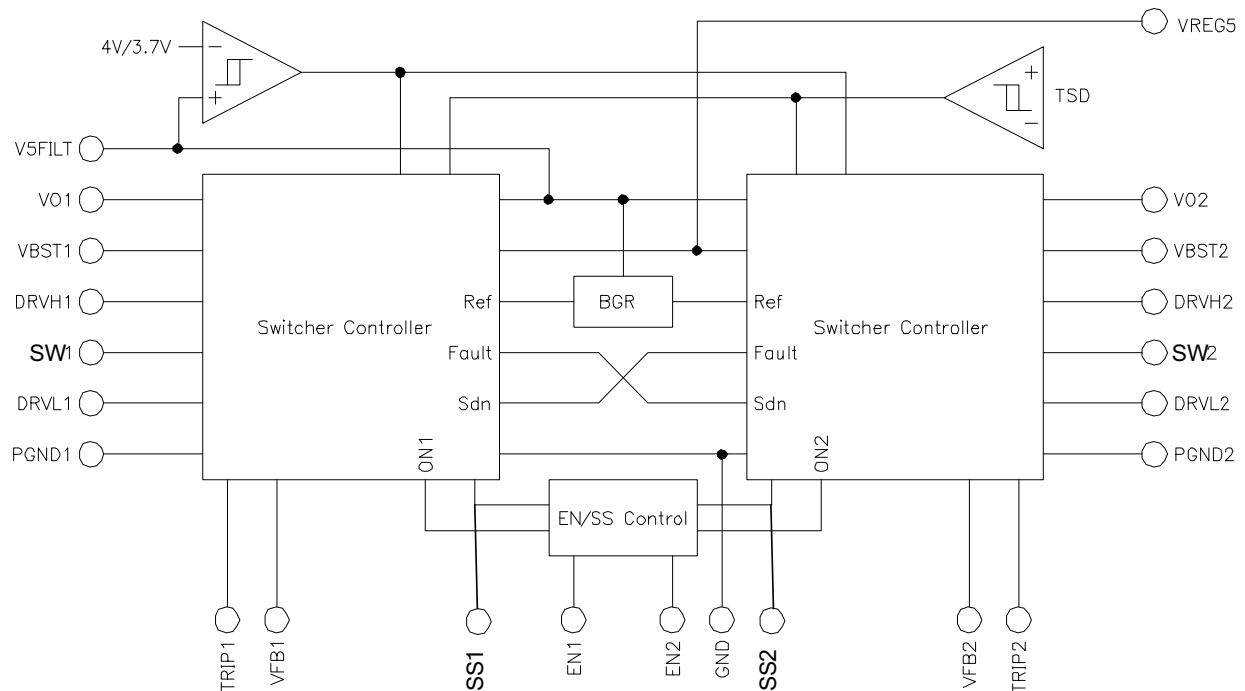 VREG5
4V/3.7V
−
+
+
−
TSD
V5FILT
VO1
VO2
VBST1
VBST2
DRVH1
Ref
BGR
Ref
DRVH2
Switcher Controller
Switcher Controller
SW1
Fault
Fault
SW2
DRVL1
Sdn
Sdn
DRVL2
PGND1
ON1
ON2
PGND2
EN/SS Control
TRIP1
VFB1
SS1
EN1
EN2
GND
SS2
VFB2
TRIP2